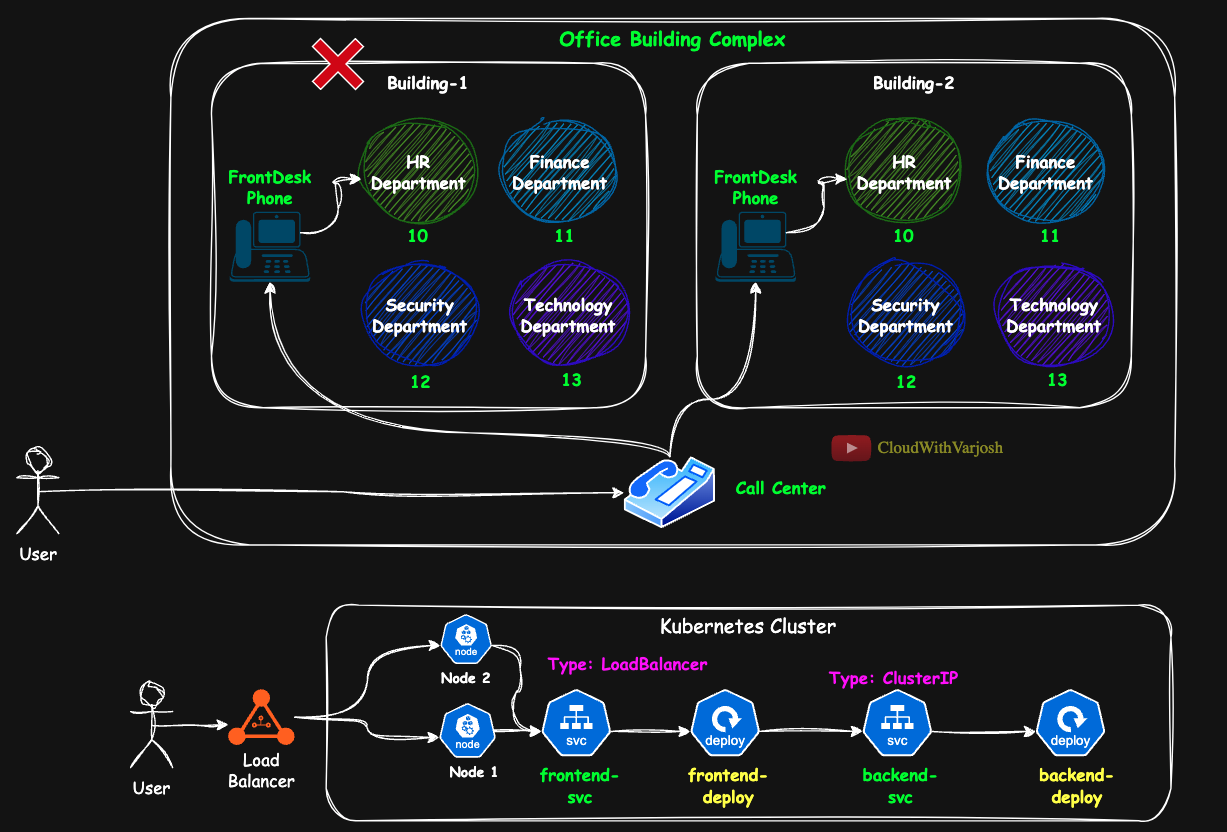 Office Building Complex
Building-1
HR
Department
10
Finance
Department
11
FrontDesk
Phone
Security
Department
12
Technology
Department
13
Building-2
HR
Department
10
Finance
Department
11
FrontDesk
Phone
Security
Department
12
Technology
Department
13
CloudWithVarjosh
Call Center
User
Kubernetes Cluster
node
Node 2
Type: LoadBalancer
Type: ClusterIP
node
Node 1
svc
deploy
svc
deploy
User
Load
Balancer
frontend-
svc
frontend-
deploy
backend-
svc
backend-
deploy